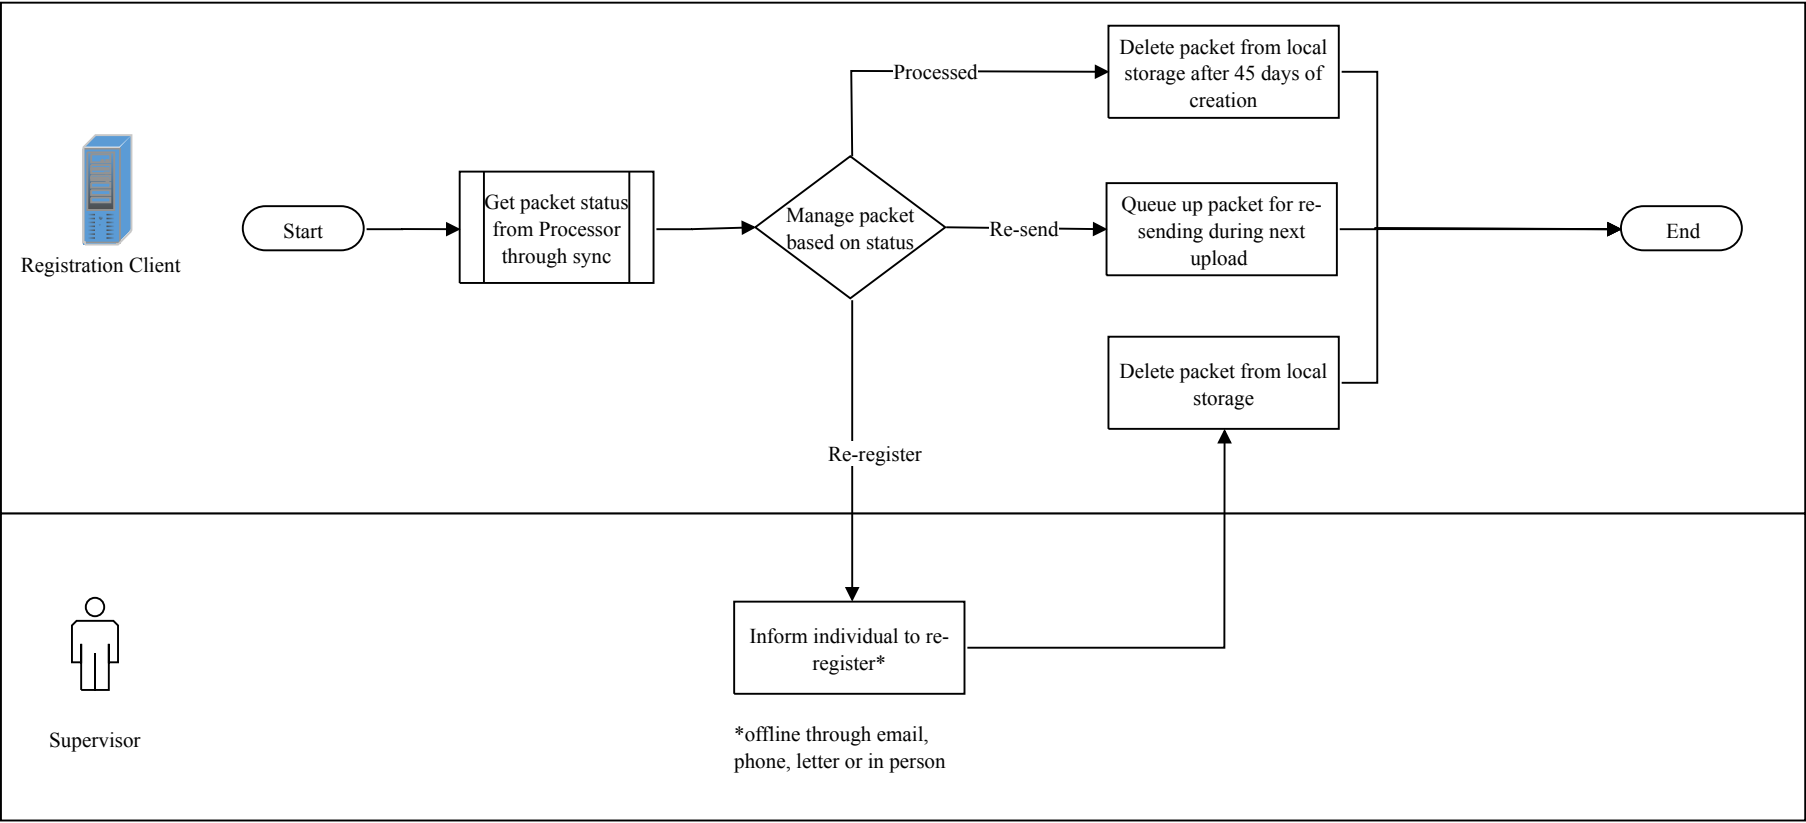 Delete packet from local
storage after 45 days of
creation
Processed
Registration Client
Start
Get packet status
from Processor
through sync
Manage packet
based on status
Re-send
Queue up packet for re-
sending during next
upload
End
Delete packet from local
storage
Re-register
Supervisor
Inform individual to re-
register*
*offline through email,
phone, letter or in person